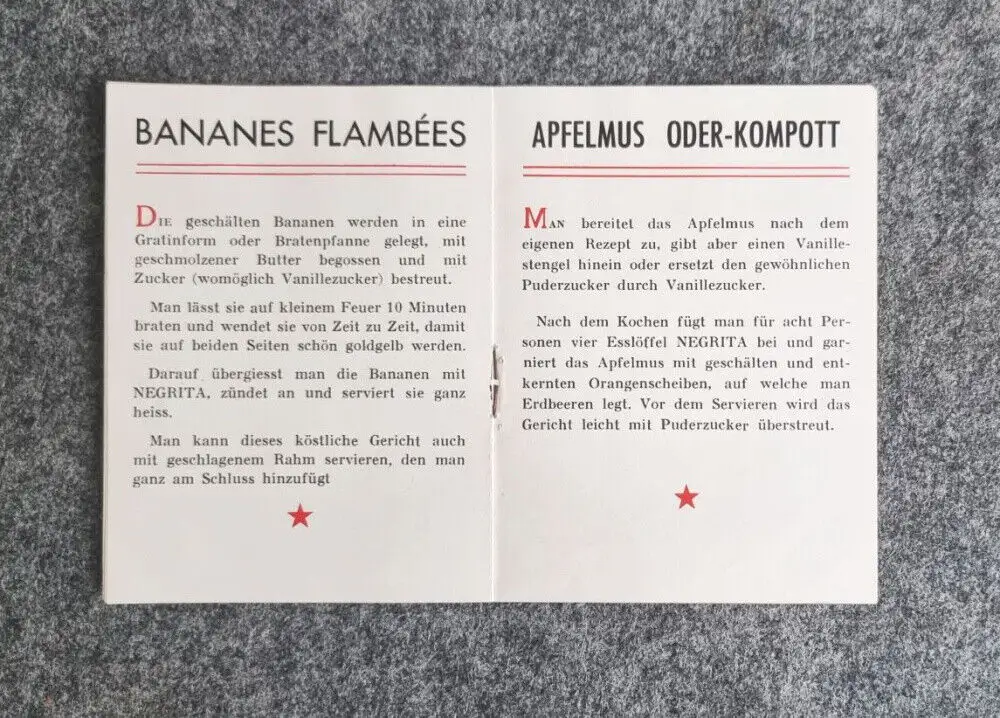 BANANES FLAMBÉES
DIE geschälten Bananen werden in eine
Gratinform oder Bratenpfanne gelegt, mit
geschmolzener Butter begossen und mit
Zucker (womöglich Vanillezucker) bestreut.
Man lässt sie auf kleinem Feuer 10 Minuten
braten und wendet sie von Zeit zu Zeit, damit
sie auf beiden Seiten schön goldgelb werden.
Darauf übergiesst man die Bananen mit
NEGRITA, zündet an und serviert sie ganz
heiss.
Man kann dieses köstliche Gericht auch
mit geschlagenem Rahm servieren, den man
ganz am Schluss hinzufügt
APFELMUS ODER-KOMPOTT
MAN bereitet das Apfelmus nach dem
eigenen Rezept zu, gibt aber einen Vanille-
stengel hinein oder ersetzt den gewöhnlichen
Puderzucker durch Vanillezucker.
Nach dem Kochen fügt man für acht Per-
sonen vier Esslöffel NEGRITA bei und gar-
niert das Apfelmus mit geschälten und ent-
kernten Orangenscheiben, auf welche man
Erdbeeren legt. Vor dem Servieren wird das
Gericht leicht mit Puderzucker überstreut.